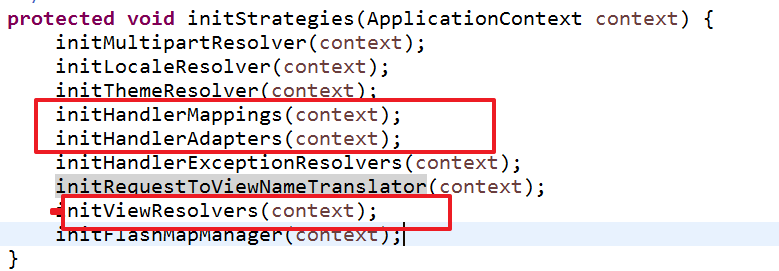 protected void initStrategies(ApplicationContext context) {
initMultipartResolver(context);
initLocaleResolver(context);
initThemeResolver(context);
initHandlerMappings(context);
initHandlerAdapters(context);
initHandlerExceptionResolvers(context);
initRequestToViewNameTranslator(context);
initViewResolvers(context);
initFlashMapManager(context);
}